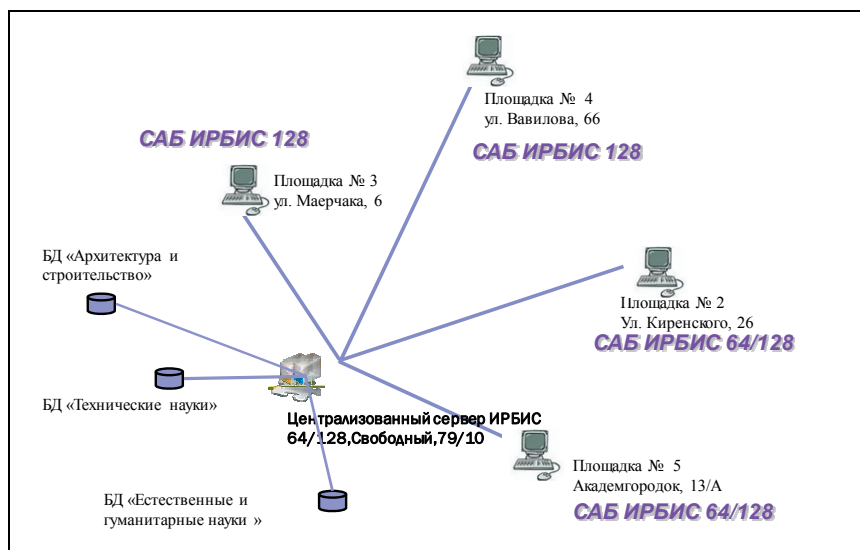 Площадка № 4
ул. Вавилова, 66
САБ ИРБИС 128
САБ ИРБИС 128
Площадка № 3
ул. Маерчака, 6
БД «Архитектура и
строительство»
Площадка № 2
Ул. Киренского, 26
САБ ИРБИС 64/128
БД «Технические науки»
Централизованный сервер ИРБИС
64/128,Свободный,79/10
Площадка № 5
Академгородок, 13/А
САБ ИРБИС 64/128
БД «Естественные и
гуманитарные науки »